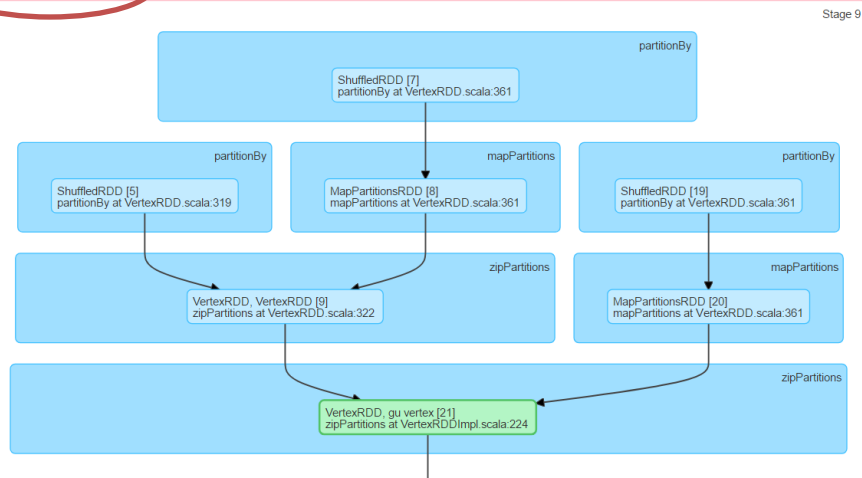 Stage 9
partitionBy
ShuffledRDD [7]
partitionBy at VertexRDD.scala:361
partitionBy
ShuffledRDD [5]
partitionBy at VertexRDD.scala:319
mapPartitions
MapPartitionsRDD [8]
mapPartitions at VertexRDD.scala:361
partitionBy
ShuffledRDD [19]
partitionBy at VertexRDD.scala:361
zipPartitions
VertexRDD, VertexRDD [9]
zipPartitions at VertexRDD.scala:322
mapPartitions
MapPartitionsRDD [20]
mapPartitions at VertexRDD.scala:361
zipPartitions
VertexRDD, gu vertex [21]
zipPartitions at VertexRDDImpl.scala:224